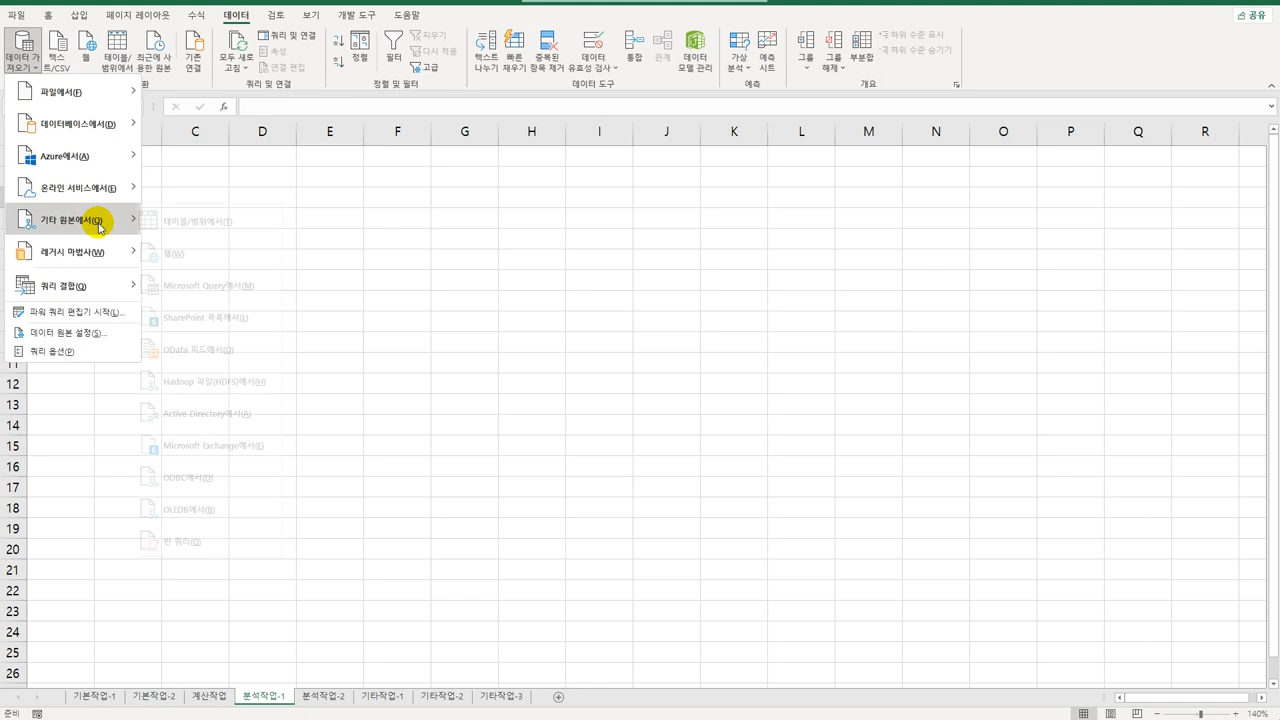 파일 홈 삽입 페이지 레이아웃 수식 데이터 검토 보기 개발 도구 도움말 공유
데이터 가져오기 텍스트/CSV 웹 테이블/범위에서 최근에 사용한 원본 기존 연결
모두 새로 고침 쿼리 및 연결 속성 연결 편집
정렬 필터 지우기 다시 적용 고급
텍스트 나누기 빠른 채우기 중복된 항목 제거 데이터 유효성 검사 통합 관계 데이터 모델 관리
가상 분석 예측 시트 그룹 그룹 해제 부분합 하위 수준 표시 하위 수준 숨기기
환 쿼리 및 연결 정렬 및 필터 데이터 도구 예측 개요
fx
C D E F G H I J K L M N O P Q R
파일에서(F)
데이터베이스에서(D)
Azure에서(A)
온라인 서비스에서(E)
기타 원본에서(O)
레거시 마법사(W)
쿼리 결합(Q)
파워 쿼리 편집기 시작(L)...
데이터 원본 설정(S)...
쿼리 옵션(P)
테이블/범위에서(T)
웹(W)
Microsoft Query에서(M)
SharePoint 목록에서(L)
OData 피드에서(O)
Hadoop 파일(HDFS)에서(H)
Active Directory에서(A)
Microsoft Exchange에서(E)
ODBC에서(D)
OLEDB에서(B)
빈 쿼리(Q)
11
12
13
14
15
16
17
18
19
20
21
22
23
24
25
26
기본작업-1 기본작업-2 계산작업 분석작업-1 분석작업-2 기타작업-1 기타작업-2 기타작업-3
준비 140%